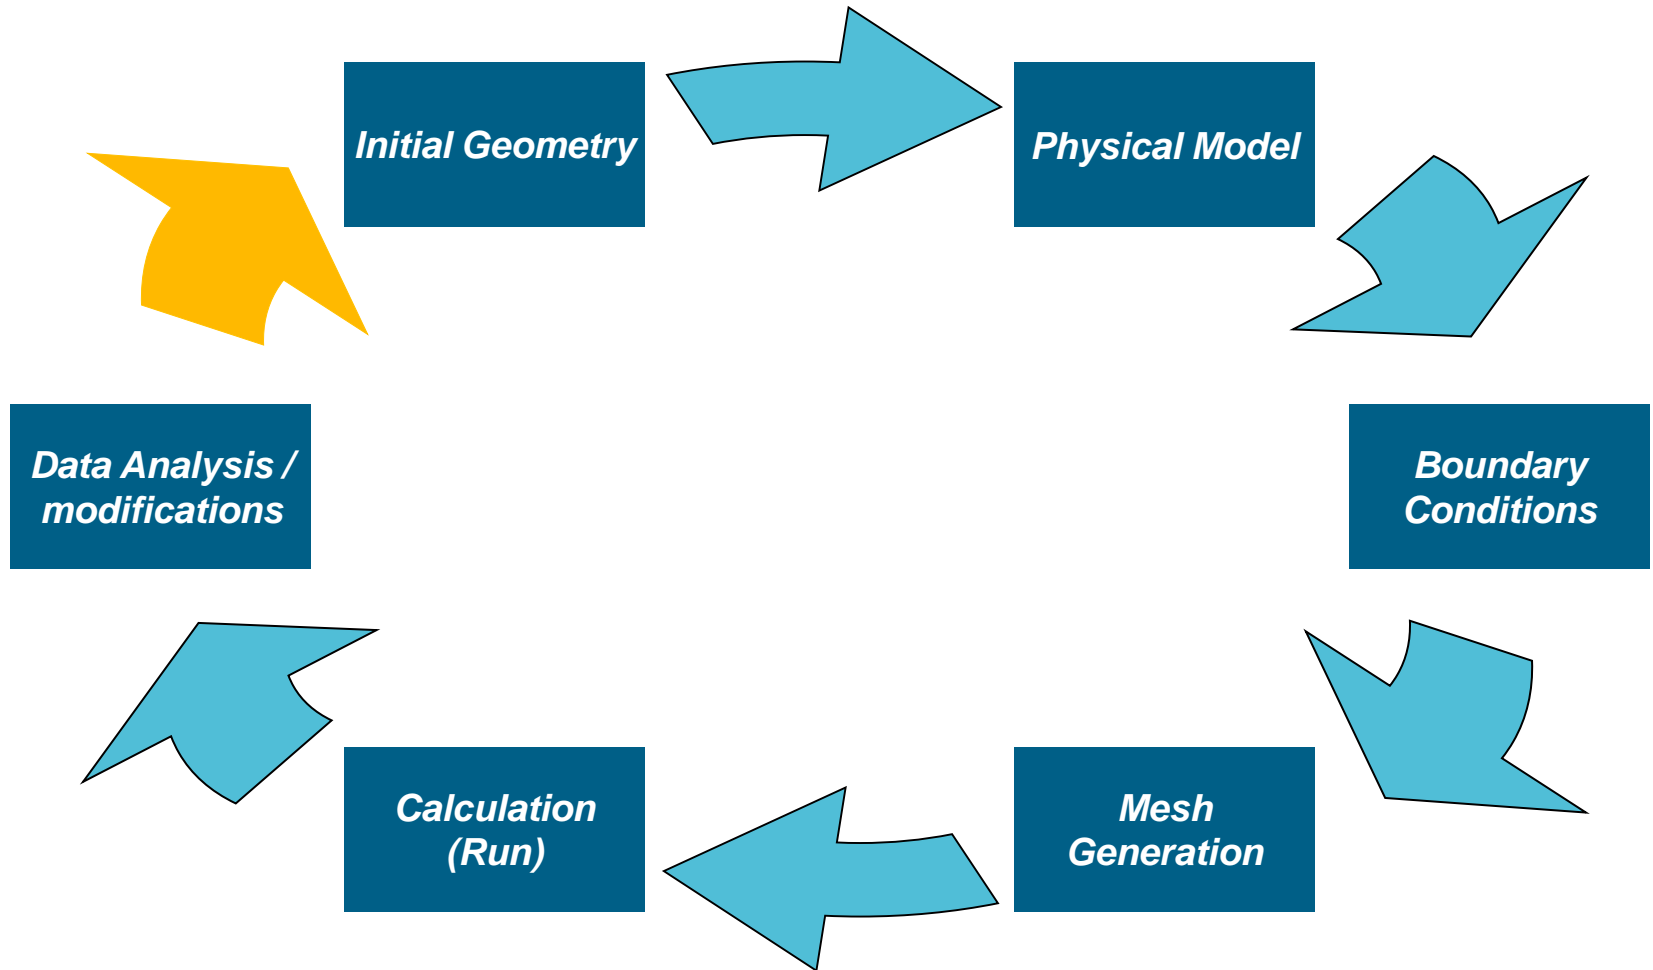 Initial Geometry
Physical Model
Data Analysis /
modifications
Boundary
Conditions
Calculation
(Run)
Mesh
Generation